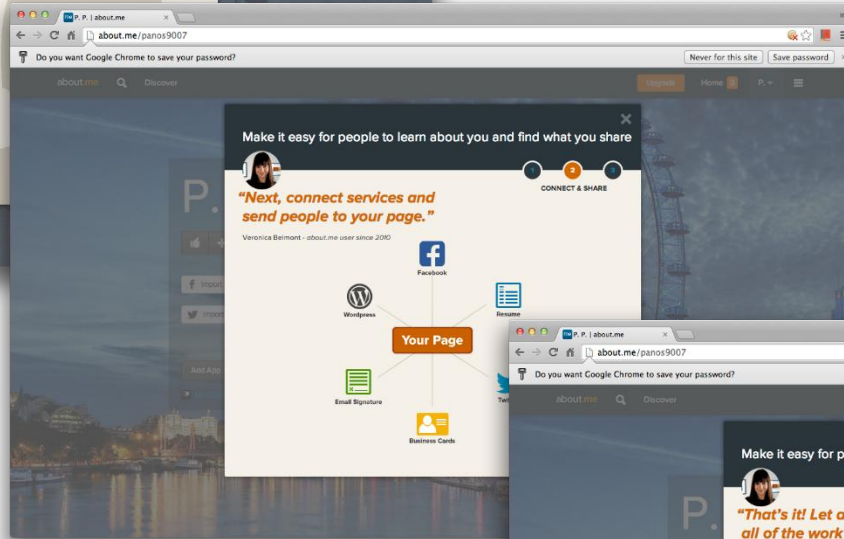 P. P. | about.me
about.me/panos9007
Do you want Google Chrome to save your password?
Never for this site
Save password
about.me
Discover
Upgrade
Home
P.
Make it easy for people to learn about you and find what you share
1
2
3
CONNECT & SHARE
"Next, connect services and
send people to your page."
Veronica Belmont - about.me user since 2010
P.
Import
Import
Add App
Facebook
Wordpress
Resume
Your Page
Email Signature
Twi
Business Cards
P. P. | about.me
about.me/panos9007
Do you want Google Chrome to save your password?
about.me
Discover
Make it easy for p
P.
"That's it! Let a
all of the work